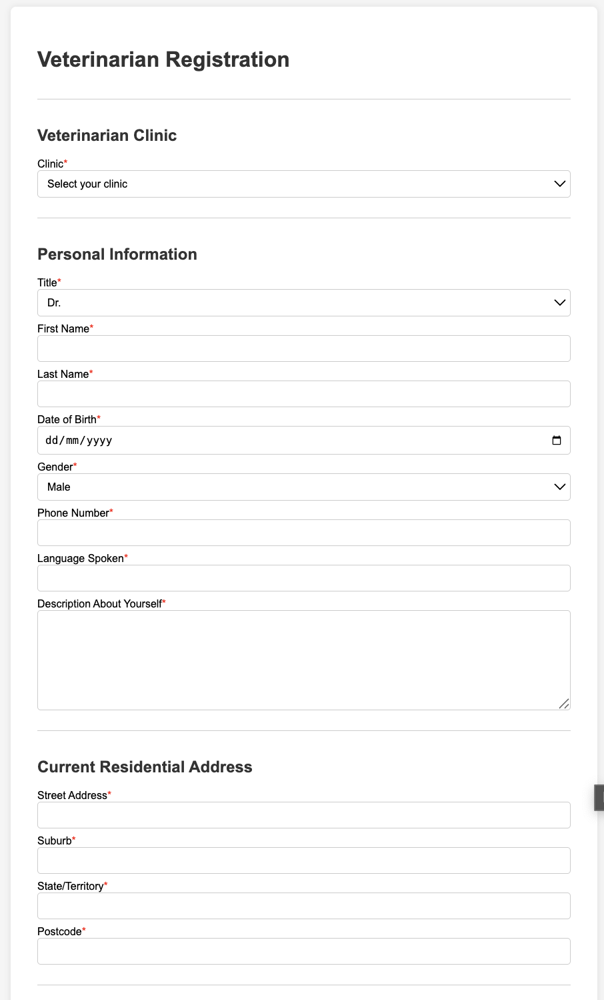 Veterinarian Registration
Veterinarian Clinic
Clinic*
Select your clinic
Personal Information
Title*
Dr.
First Name*
Last Name*
Date of Birth*
dd/mm/yyyy
Gender*
Male
Phone Number*
Language Spoken*
Description About Yourself*
Current Residential Address
Street Address*
Suburb*
State/Territory*
Postcode*